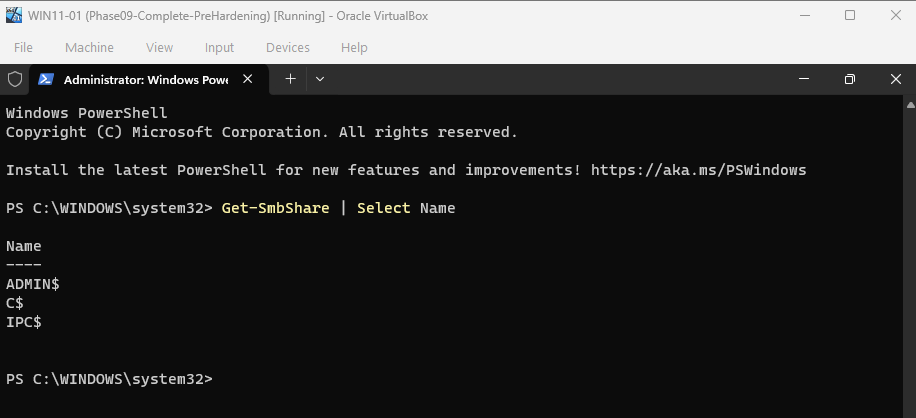 WIN11-01 (Phase09-Complete-PreHardening) [Running] - Oracle VirtualBox
File Machine View Input Devices Help
Administrator: Windows Powe
Windows PowerShell
Copyright (C) Microsoft Corporation. All rights reserved.
Install the latest PowerShell for new features and improvements! https://aka.ms/PSWindows
PS C:\WINDOWS\system32> Get-SmbShare | Select Name
Name
----
ADMIN$
C$
IPC$
PS C:\WINDOWS\system32>